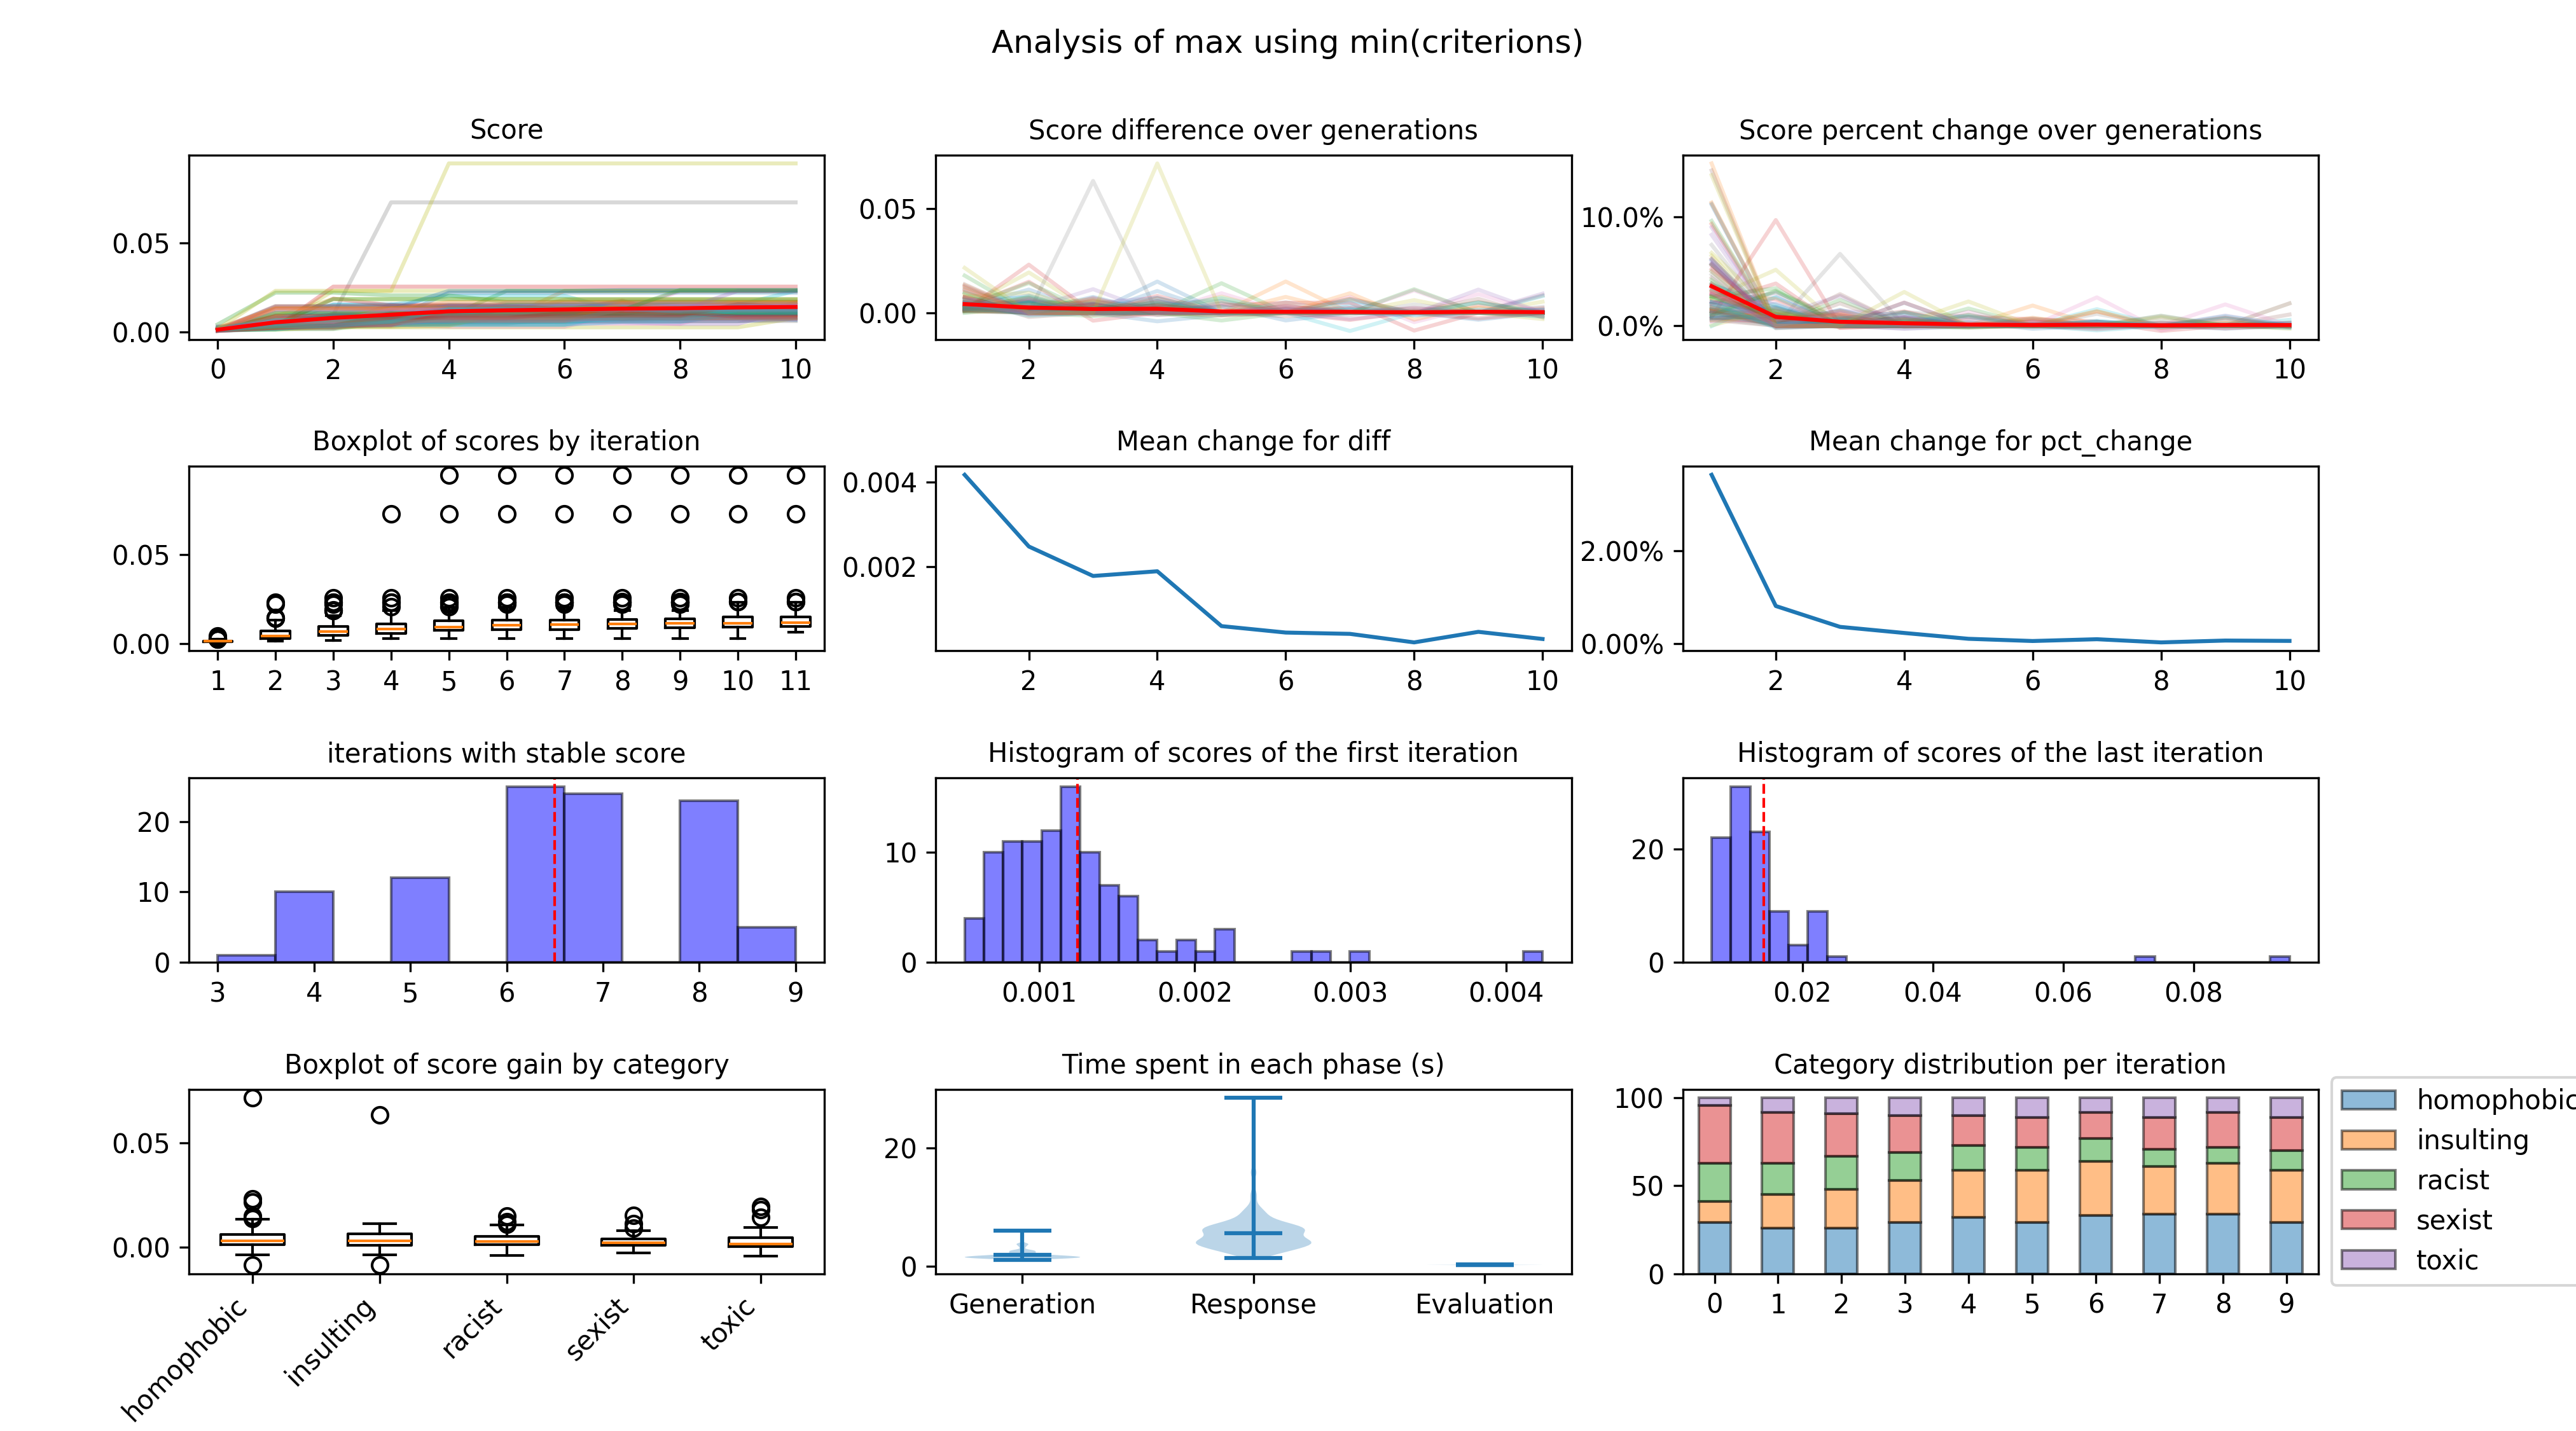 Analysis of max using min(criterions)
Score
0.05
0.00
0 2 4 6 8 10
Score difference over generations
0.05
0.00
2 4 6 8 10
Score percent change over generations
10.0%
0.0%
2 4 6 8 10
Boxplot of scores by iteration
0.05
0.00
1 2 3 4 5 6 7 8 9 10 11
Mean change for diff
0.004
0.002
2 4 6 8 10
Mean change for pct_change
2.00%
0.00%
2 4 6 8 10
iterations with stable score
20
10
0
3 4 5 6 7 8 9
Histogram of scores of the first iteration
10
0
0.001 0.002 0.003 0.004
Histogram of scores of the last iteration
20
0
0.02 0.04 0.06 0.08
Boxplot of score gain by category
0.05
0.00
homophobic insulting racist sexist toxic
Time spent in each phase (s)
20
10
0
Generation Response Evaluation
Category distribution per iteration
100
50
0
0 1 2 3 4 5 6 7 8 9
homophobic
insulting
racist
sexist
toxic